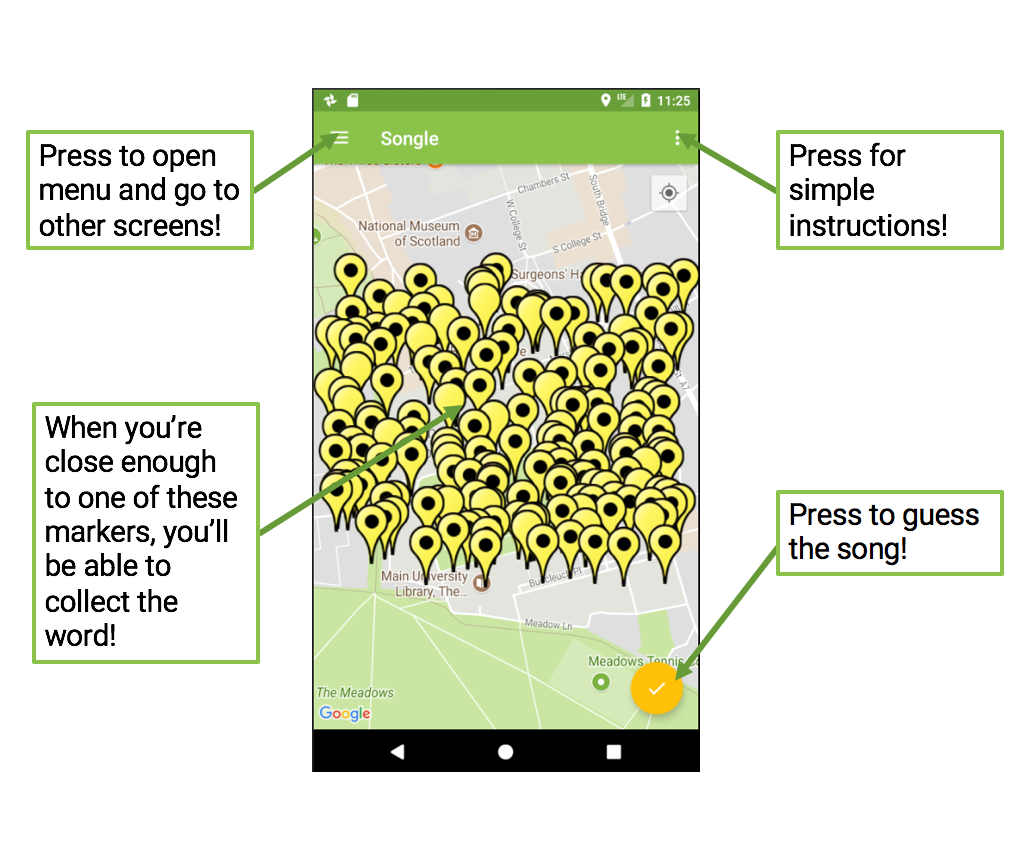 LTE 11:25
Songle
Press to open
menu and go to
other screens!
Press for
simple
instructions!
Chambers St
South Bridge
W College St
National Museum
of Scotland
S College St
Surgeons' Ha
When you're
close enough
to one of these
markers, you'll
be able to
collect the
word!
Press to guess
the song!
Main University
Library, The...
Buccleuch Pl
Meadow Ln
Meadows Tennis Co
The Meadows
Google